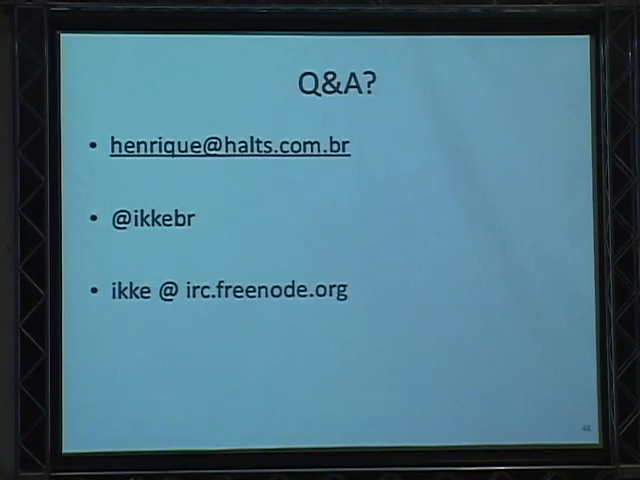 Q&A?
• henrique@halts.com.br
• @ikkebr
• ikke @ irc.freenode.org